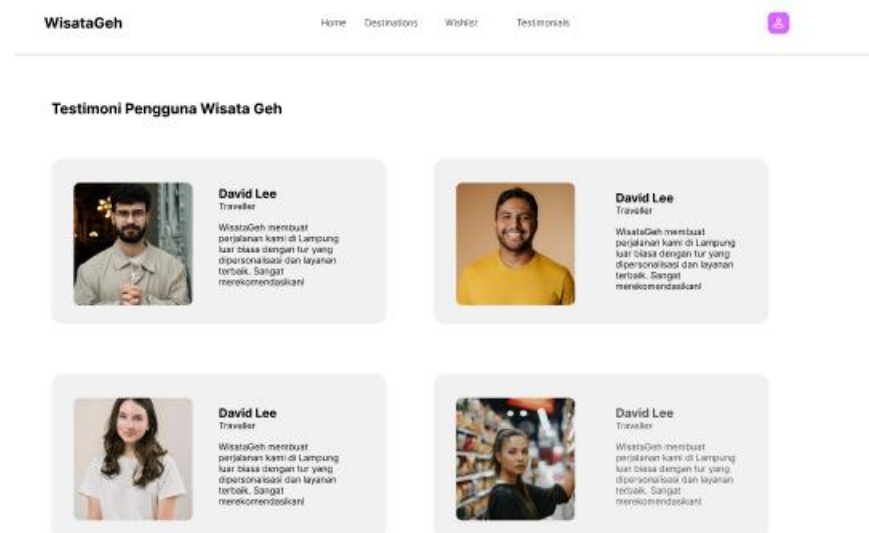 WisataGeh
Home Destinations Wishlist Testimonials
Testimoni Pengguna Wisata Geh
David Lee
Traveller
WisataGeh membuat
perjalanan kami di Lampung
luar biasa dengan tur yang
dipersonalisasi dan layanan
terbaik. Sangat
merekomendasikan!
David Lee
Traveller
WisataGeh membuat
perjalanan kami di Lampung
luar biasa dengan tur yang
dipersonalisasi dan layanan
terbaik. Sangat
merekomendasikan!
David Lee
Traveller
WisataGeh membuat
perjalanan kami di Lampung
luar biasa dengan tur yang
dipersonalisasi dan layanan
terbaik. Sangat
merekomendasikan!
David Lee
Traveller
WisataGeh membuat
perjalanan kami di Lampung
luar biasa dengan tur yang
dipersonalisasi dan layanan
terbaik. Sangat
merekomendasikan!